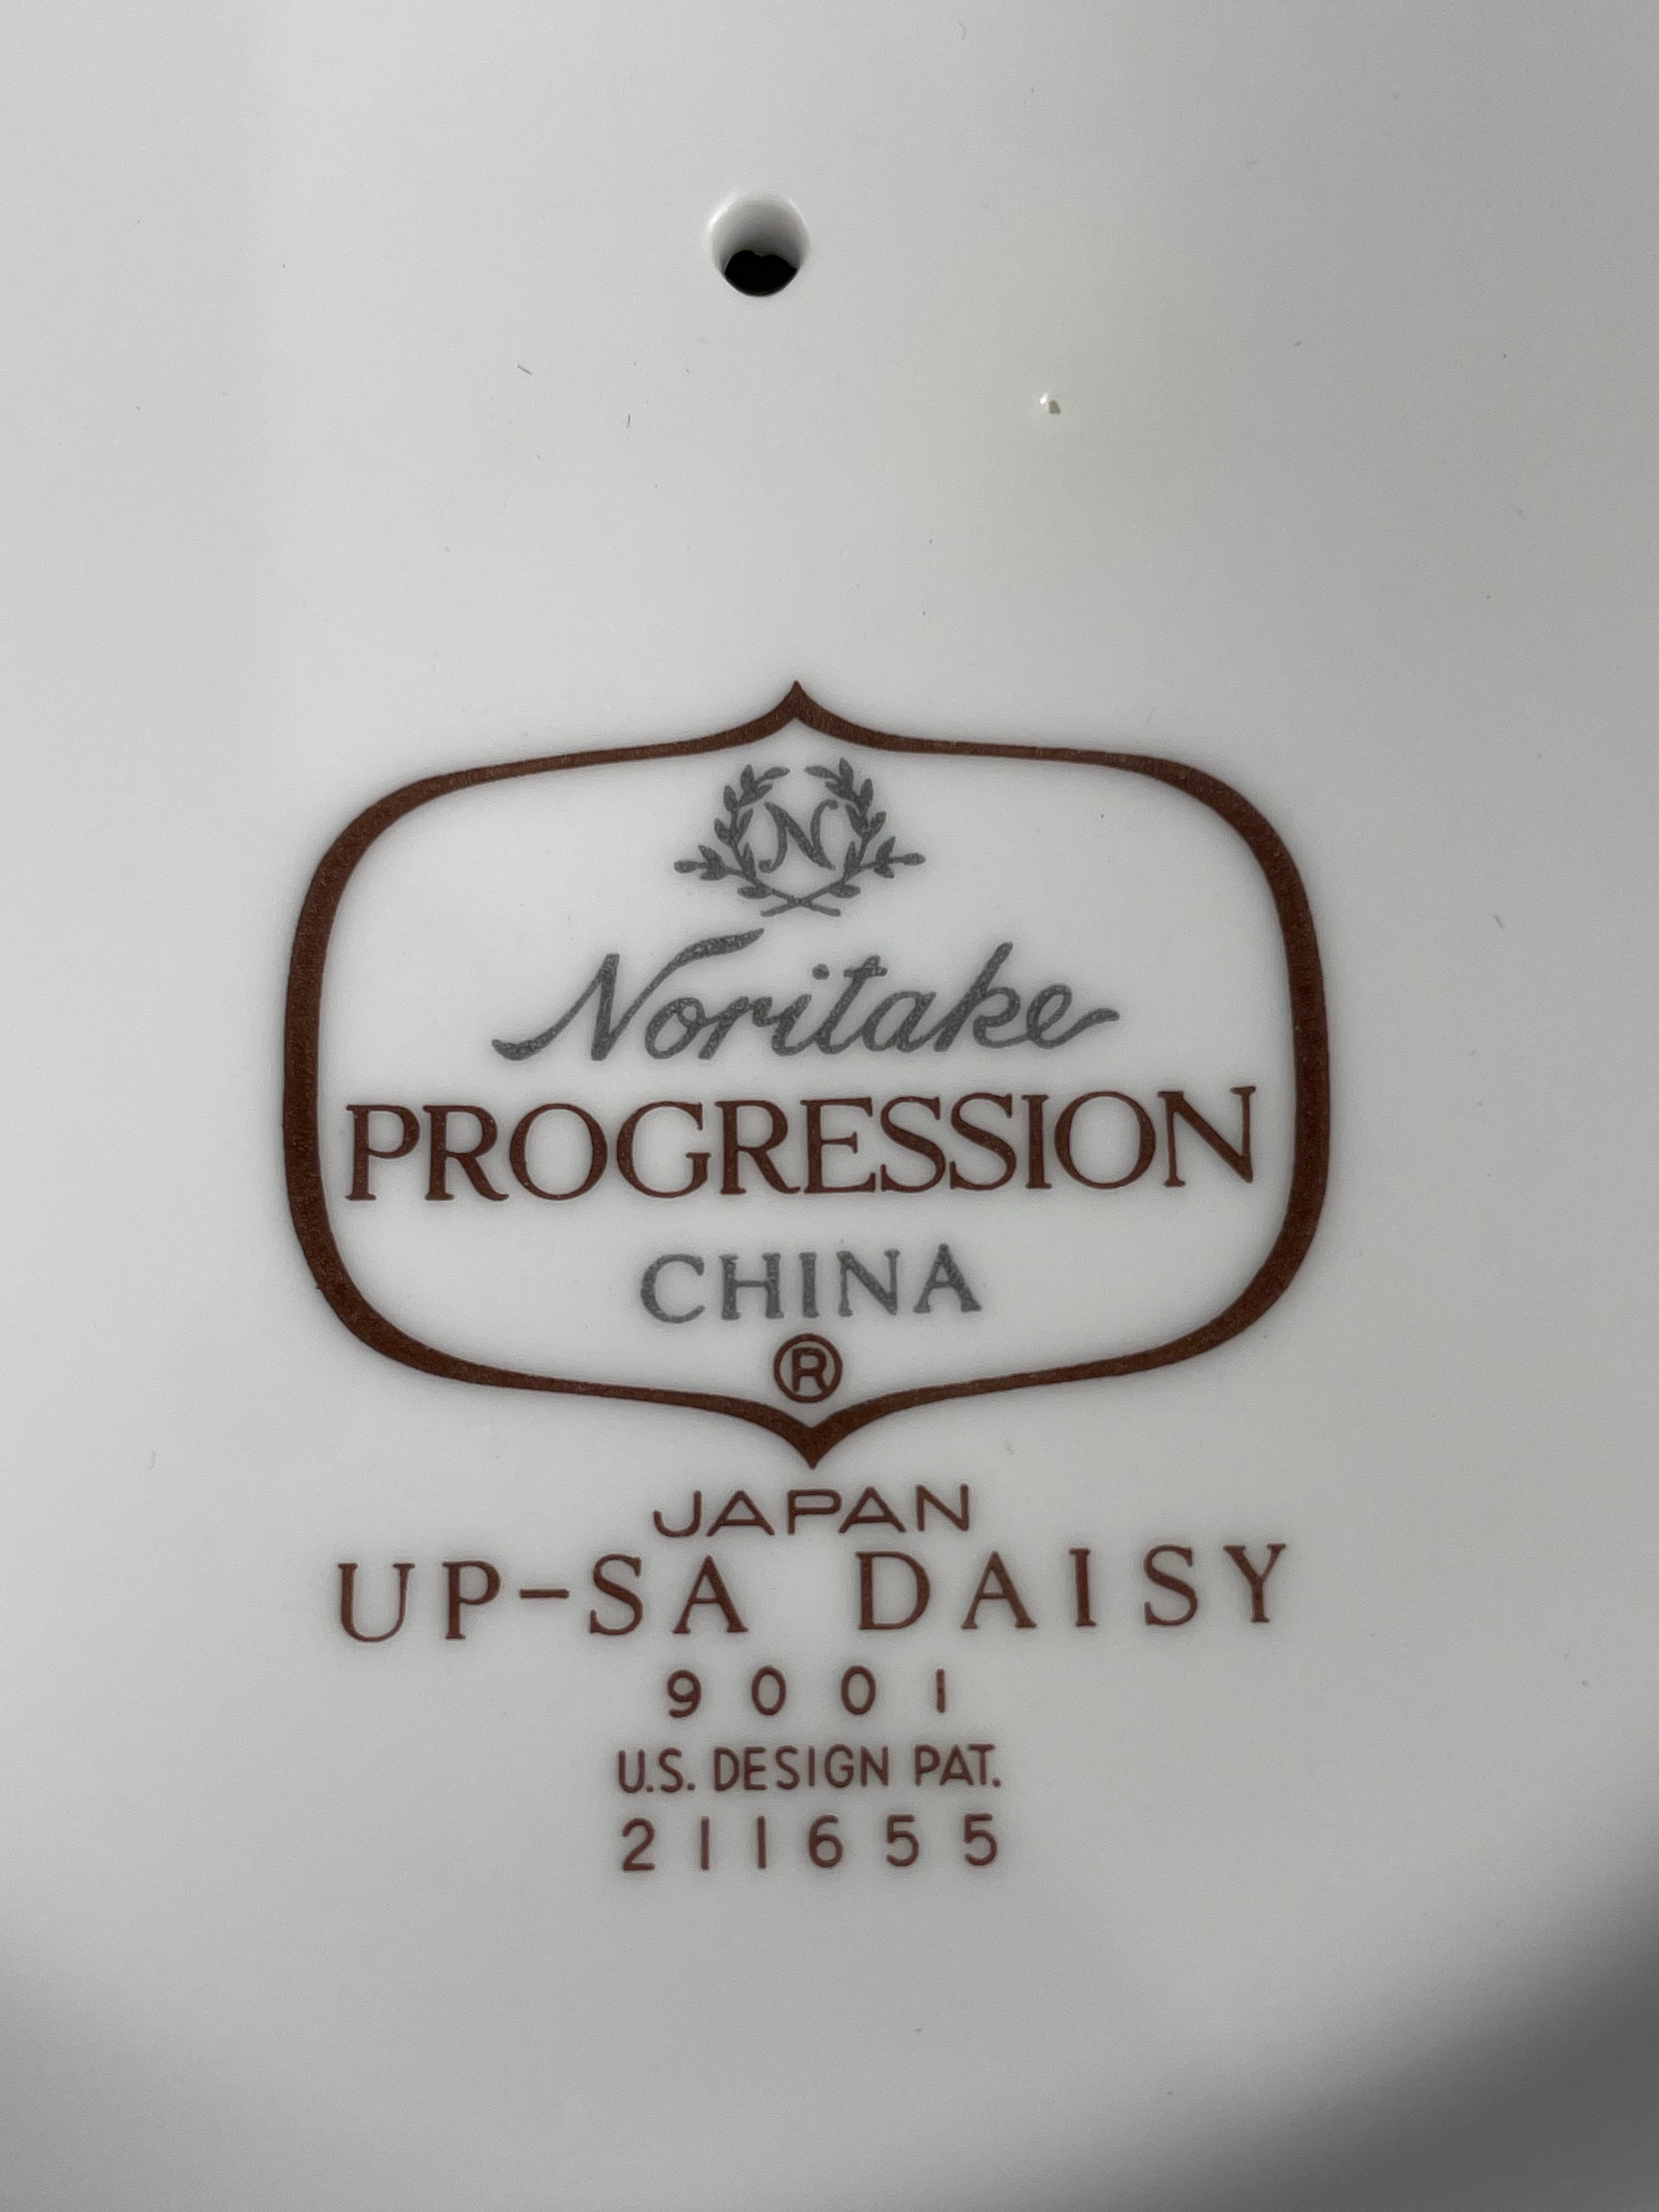 N
Noritake
PROGRESSION
CHINA
®
JAPAN
UP-SA DAISY
9001
U.S. DESIGN PAT.
211655